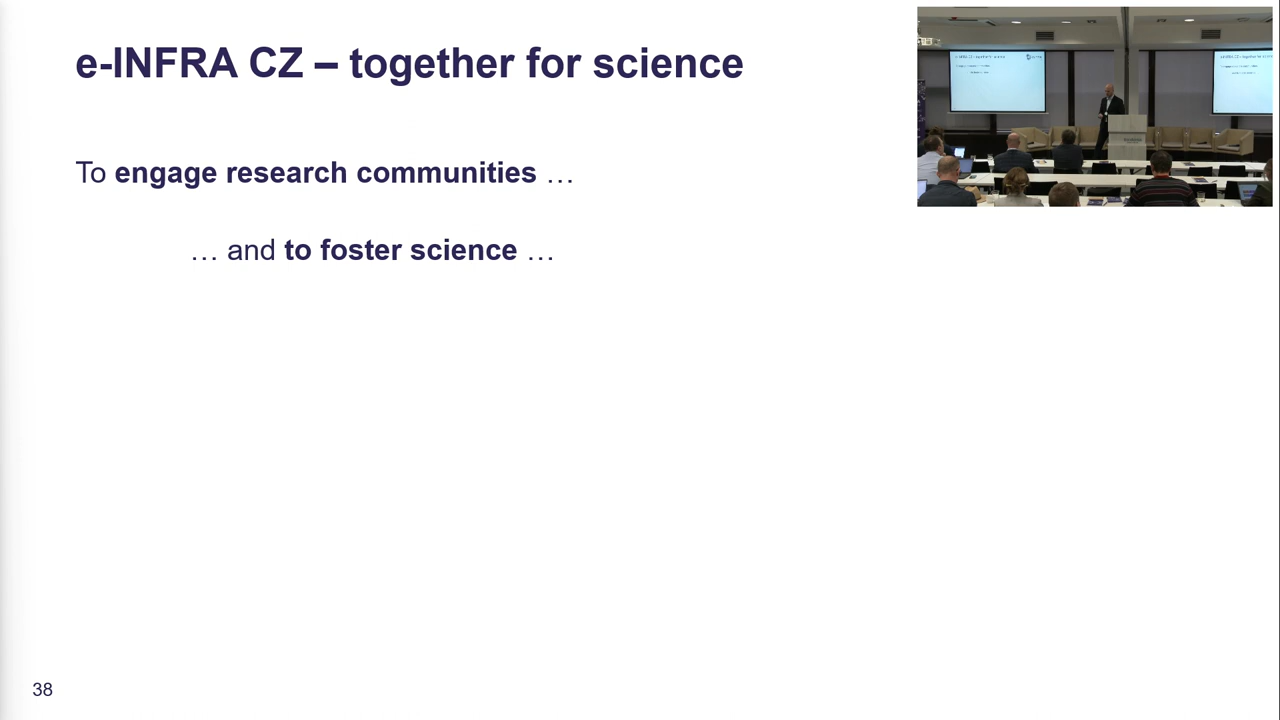 e-INFRA CZ – together for science
To engage research communities …
… and to foster science …
38